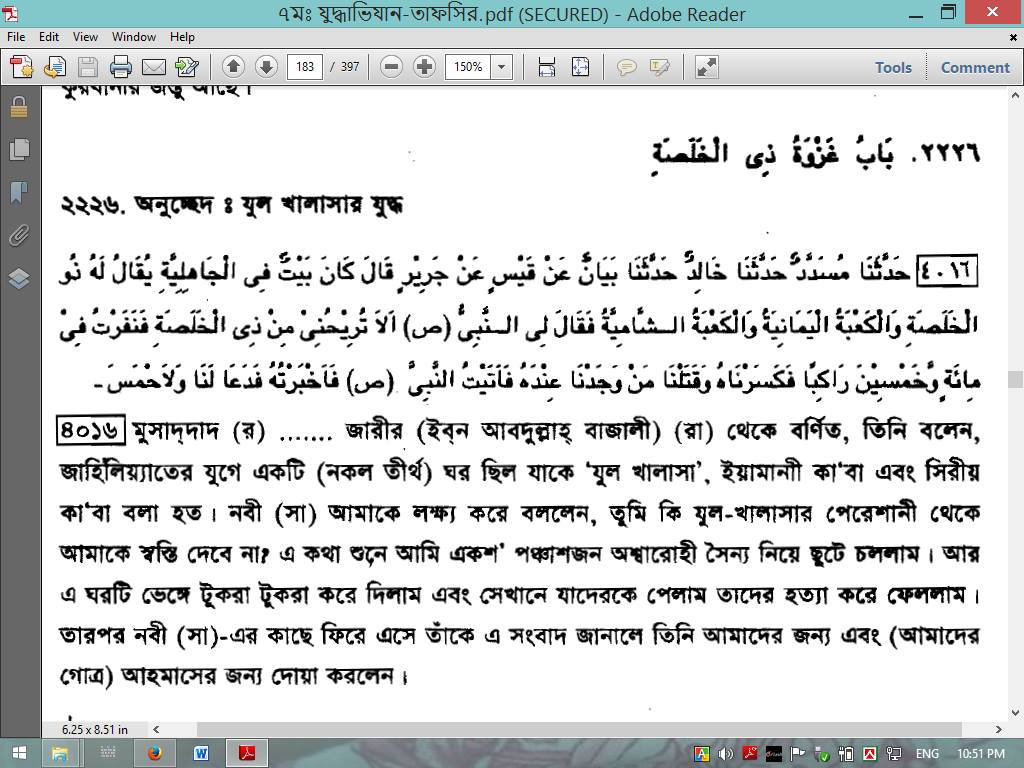 ৭মঃ যুদ্ধাভিযান-তাফসির.pdf (SECURED) - Adobe Reader
File Edit View Window Help
183 / 397 150% Tools Comment
কুরবানীর জন্তু আছে।
٢٢٢٦. بَابُ غَزْوَةُ ذِى الْخَلَصَةِ
২২২৬. অনুচ্ছেদ ঃ যুল খালাসার যুদ্ধ
٤٠١٦ حَدَّثَنَا مُسَدَّدٌ حَدَّثَنَا خَالِدٌ حَدَّثَنَا بَيَانٌ عَنْ قَيْسٍ عَنْ جَرِيْرٍ قَالَ كَانَ بَيْتٌ فِى الْجَاهِلِيَّةِ يُقَالُ لَهُ نُو
الْخَلَصَةِ وَالْكَعْبَةُ الْيَمَانِيَةُ وَالْكَعْبَةُ الشَّامِيَّةُ فَقَالَ لِى النَّبِىُّ (ص) اَلاَ تُرِيْحُنِىْ مِنْ ذِى الْخَلَصَةِ فَنَفَرْتُ فِىْ
مِائَةٍ وَّخَمْسِيْنَ رَاكِبًا فَكَسَرْنَاهُ وَقَتَلْنَا مَنْ وَجَدْنَا عِنْدَهُ فَاَتَيْتُ النَّبِىَّ (ص) فَاَخْبَرْتُهُ فَدَعَا لَنَا وَلاَحْمَسَ -
৪০১৬ মুসাদ্দাদ (র) ....... জারীর (ইব্ন আবদুল্লাহ্ বাজালী) (রা) থেকে বর্ণিত, তিনি বলেন,
জাহিলিয়্যাতের যুগে একটি (নকল তীর্থ) ঘর ছিল যাকে ‘যুল খালাসা’, ইয়ামানী কা‘বা এবং সিরীয়
কা‘বা বলা হত। নবী (সা) আমাকে লক্ষ্য করে বললেন, তুমি কি যুল-খালাসার পেরেশানী থেকে
আমাকে স্বস্তি দেবে না? এ কথা শুনে আমি একশ’ পঞ্চাশজন অশ্বারোহী সৈন্য নিয়ে ছুটে চললাম। আর
এ ঘরটি ভেঙ্গে টুকরা টুকরা করে দিলাম এবং সেখানে যাদেরকে পেলাম তাদের হত্যা করে ফেললাম।
তারপর নবী (সা)-এর কাছে ফিরে এসে তাঁকে এ সংবাদ জানালে তিনি আমাদের জন্য এবং (আমাদের
গোত্র) আহমাসের জন্য দোয়া করলেন।
6.25 x 8.51 in
ENG 10:51 PM